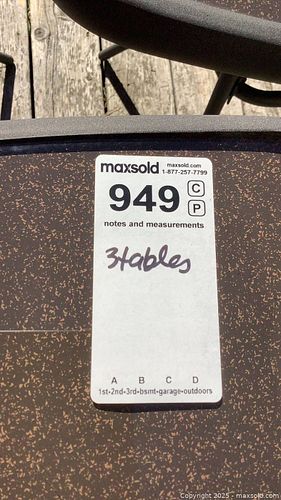 maxsold maxsold.com
1-877-257-7799
949 C
P
notes and measurements
3 tables
A B C D
1st-2nd-3rd-bsmt-garage-outdoors
Copyright 2025 - maxsold.com